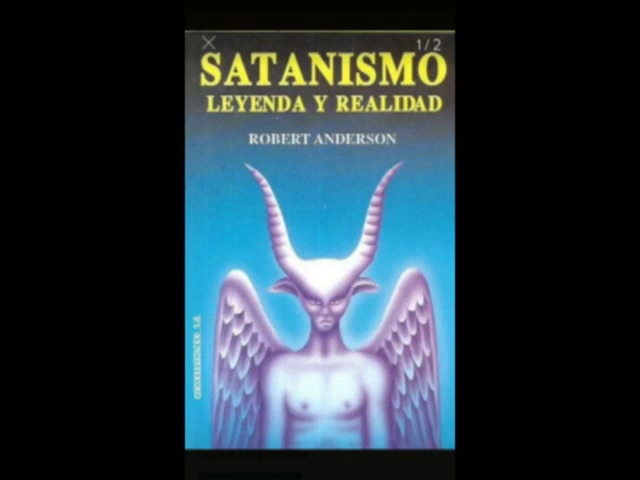 1/2
SATANISMO
LEYENDA Y REALIDAD
ROBERT ANDERSON